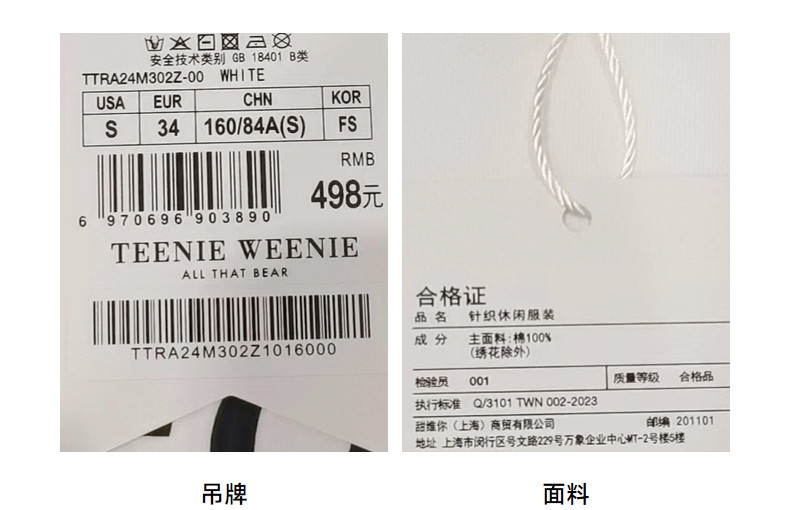 安全技术类别 GB 18401 B类
TTRA24M302Z-00 WHITE
USA EUR CHN KOR
S 34 160/84A(S) FS
RMB
498元
6 970696 903890
TEENIE WEENIE
ALL THAT BEAR
TTRA24M302Z1016000
吊牌
合格证
品名 针织休闲服装
成分 主面料:棉100%
(绣花除外)
检验员 001 质量等级 合格品
执行标准 Q/3101 TWN 002-2023
甜维你（上海）商贸有限公司 邮编 201101
地址 上海市闵行区号文路229号万象企业中心MT-2号楼5楼
面料